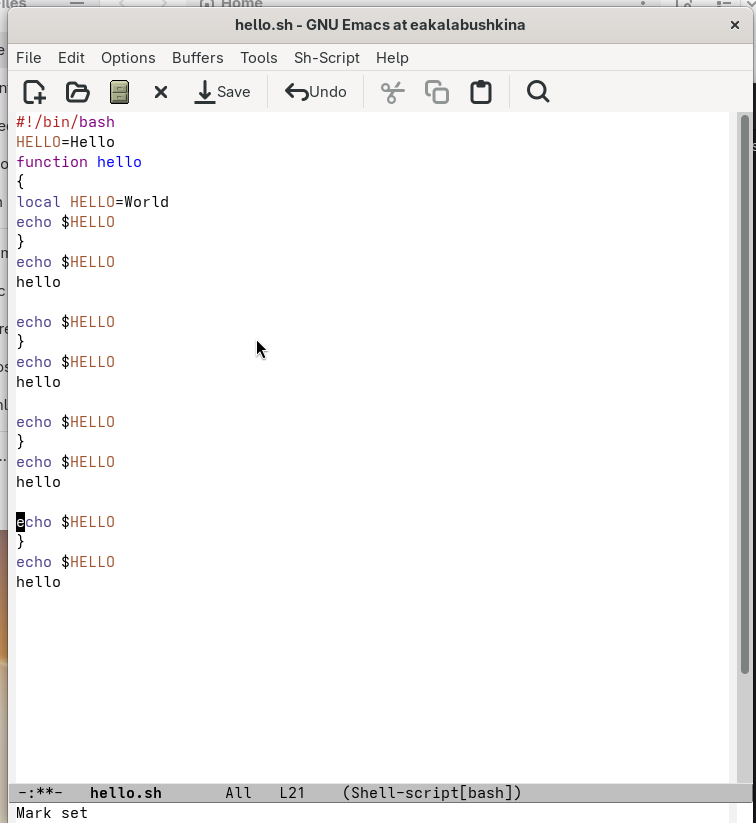 iles
Home
hello.sh - GNU Emacs at eakalabushkina
File Edit Options Buffers Tools Sh-Script Help
Save Undo
#!/bin/bash
HELLO=Hello
function hello
{
local HELLO=World
echo $HELLO
}
echo $HELLO
hello
echo $HELLO
}
echo $HELLO
hello
echo $HELLO
}
echo $HELLO
hello
echo $HELLO
}
echo $HELLO
hello
-:**- hello.sh All L21 (Shell-script[bash])
Mark set